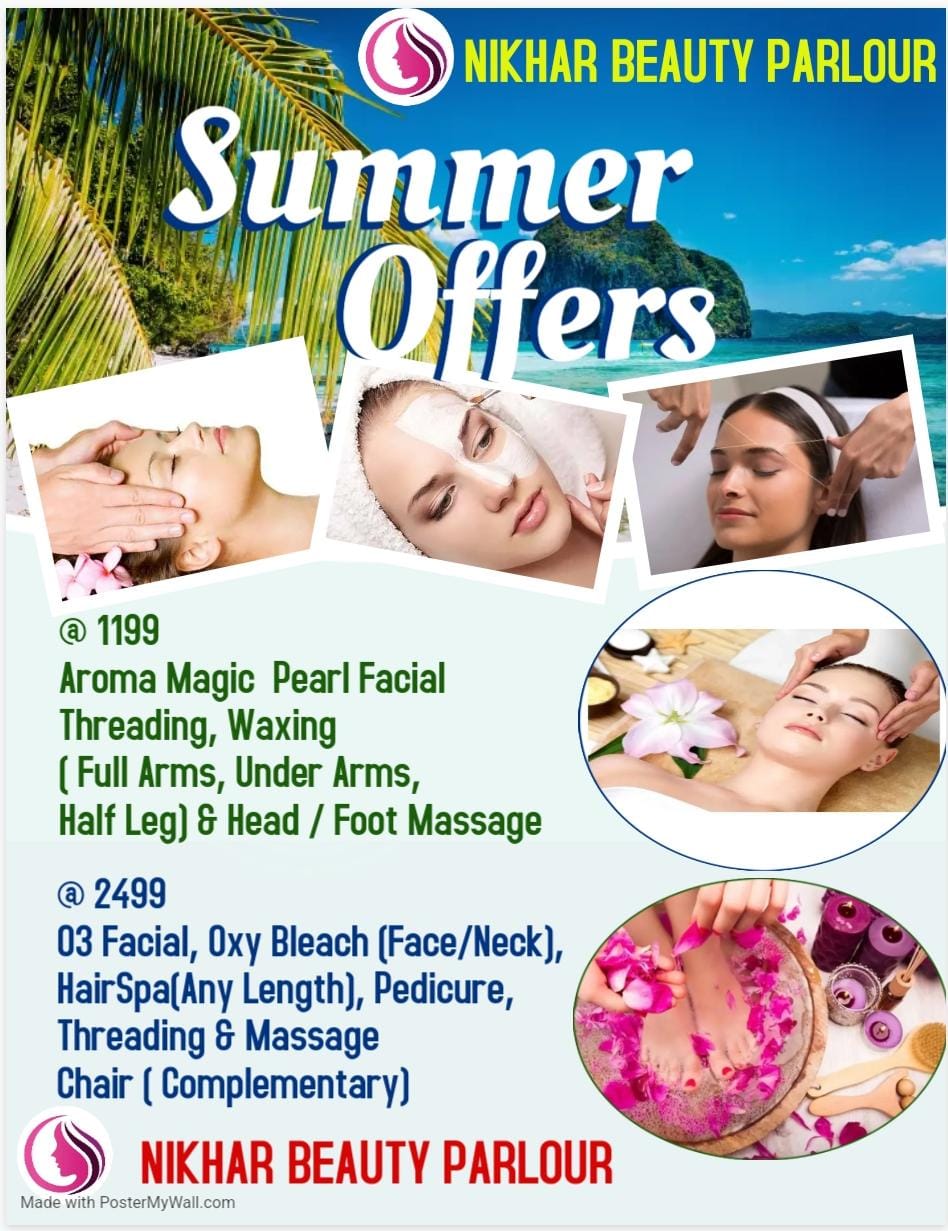 NIKHAR BEAUTY PARLOUR
Summer
Offers
@ 1199
Aroma Magic Pearl Facial
Threading, Waxing
( Full Arms, Under Arms,
Half Leg) & Head / Foot Massage
@ 2499
O3 Facial, Oxy Bleach (Face/Neck),
HairSpa(Any Length), Pedicure,
Threading & Massage
Chair ( Complementary)
NIKHAR BEAUTY PARLOUR
Made with PosterMyWall.com